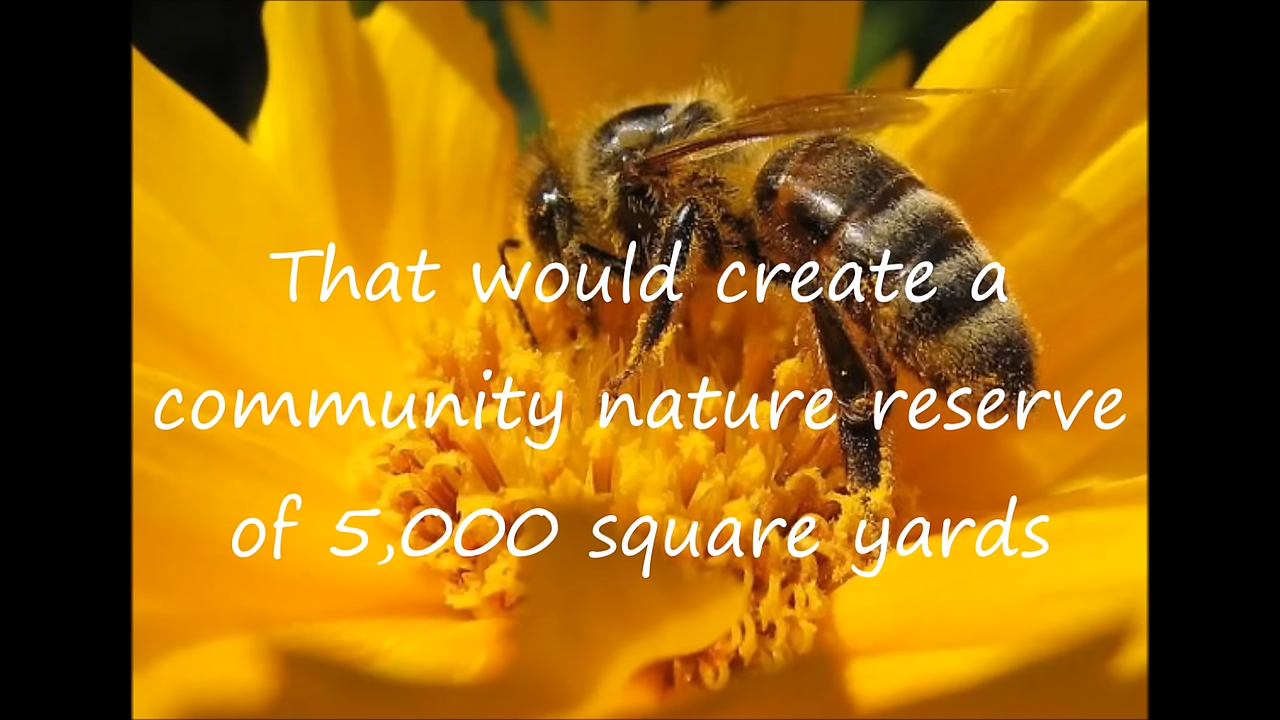 That would create a
community nature reserve
of 5,000 square yards